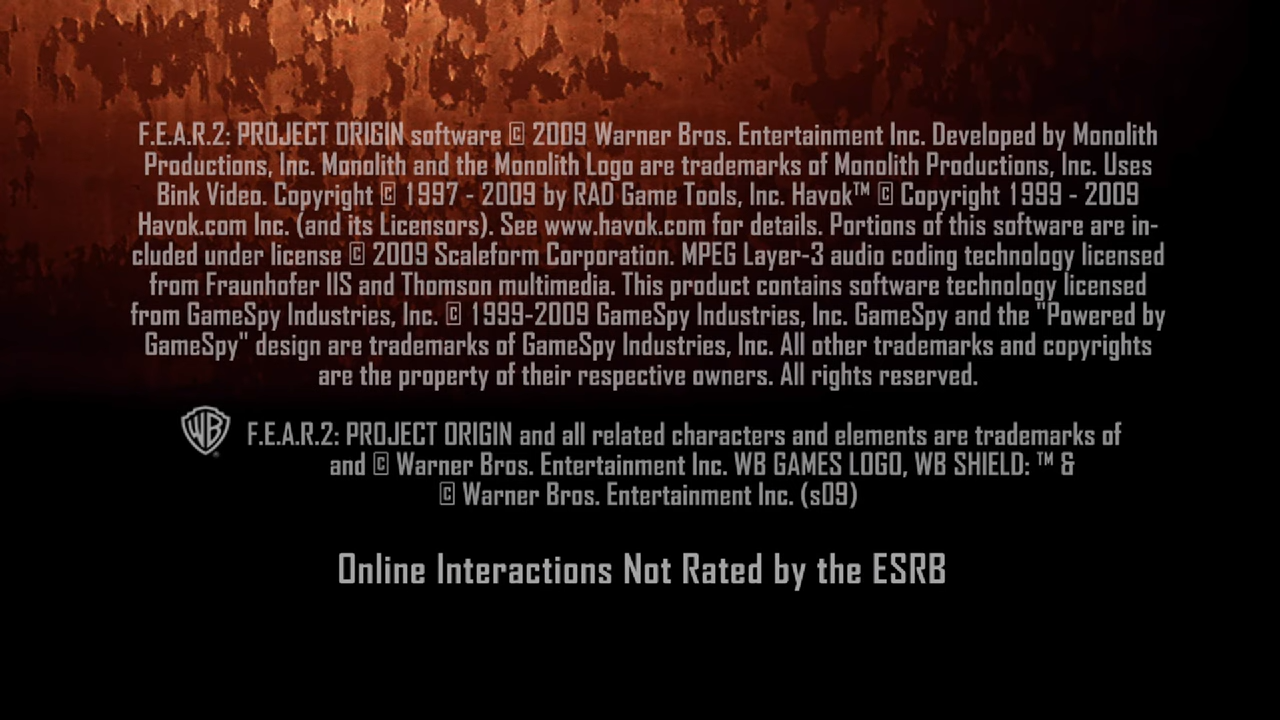 F.E.A.R.2: PROJECT ORIGIN software © 2009 Warner Bros. Entertainment Inc. Developed by Monolith
Productions, Inc. Monolith and the Monolith Logo are trademarks of Monolith Productions, Inc. Uses
Bink Video. Copyright © 1997 - 2009 by RAD Game Tools, Inc. Havok™ © Copyright 1999 - 2009
Havok.com Inc. (and its Licensors). See www.havok.com for details. Portions of this software are in-
cluded under license © 2009 Scaleform Corporation. MPEG Layer-3 audio coding technology licensed
from Fraunhofer IIS and Thomson multimedia. This product contains software technology licensed
from GameSpy Industries, Inc. © 1999-2009 GameSpy Industries, Inc. GameSpy and the "Powered by
GameSpy" design are trademarks of GameSpy Industries, Inc. All other trademarks and copyrights
are the property of their respective owners. All rights reserved.
WB F.E.A.R.2: PROJECT ORIGIN and all related characters and elements are trademarks of
and © Warner Bros. Entertainment Inc. WB GAMES LOGO, WB SHIELD: ™ &
© Warner Bros. Entertainment Inc. (s09)
Online Interactions Not Rated by the ESRB